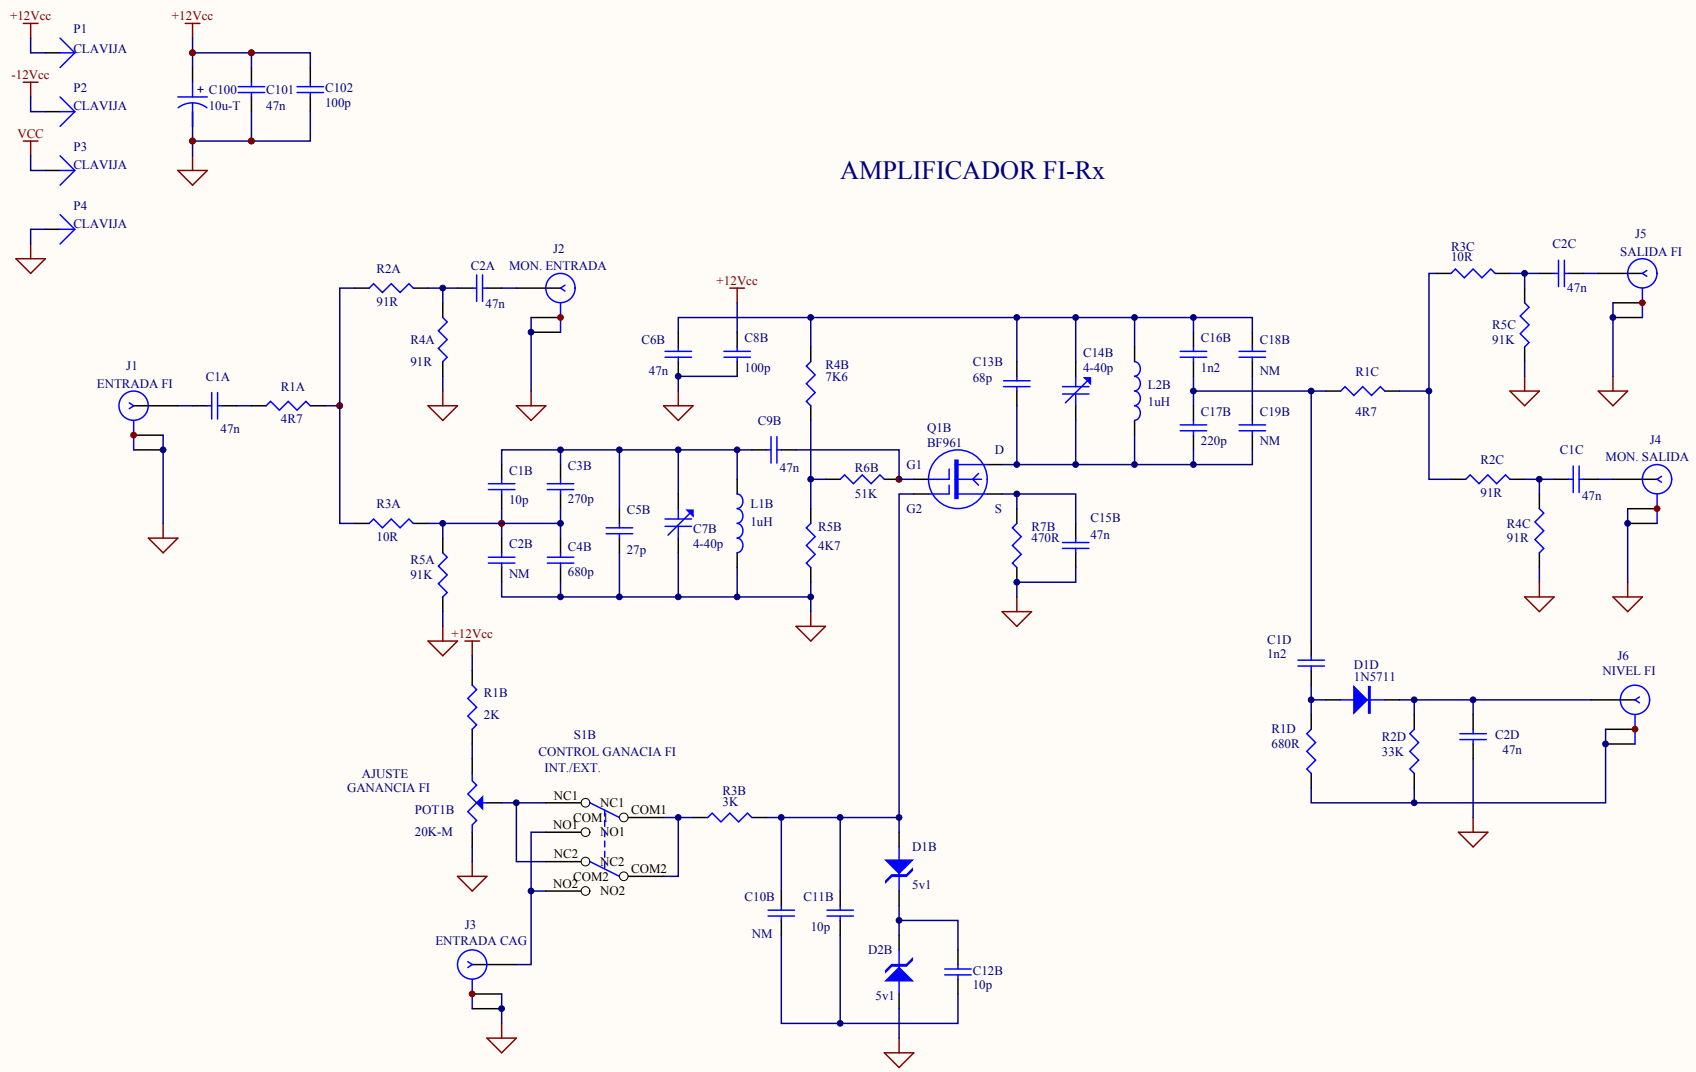 +12Vcc
P1
CLAVIJA
-12Vcc
P2
CLAVIJA
VCC
P3
CLAVIJA
P4
CLAVIJA
+12Vcc
+
C100
10u-T
C101
47n
C102
100p
AMPLIFICADOR FI-Rx
J1
ENTRADA FI
C1A
47n
R1A
4R7
R2A
91R
R4A
91R
C2A
47n
J2
MON. ENTRADA
R3A
10R
R5A
91K
C1B
10p
C3B
270p
C2B
NM
C4B
680p
C5B
27p
C7B
4-40p
L1B
1uH
+12Vcc
C6B
47n
C8B
100p
C9B
47n
R4B
7K6
R6B
51K
R5B
4K7
Q1B
BF961
G1
G2
D
S
C13B
68p
C14B
4-40p
L2B
1uH
C16B
1n2
C18B
NM
C17B
220p
C19B
NM
R7B
470R
C15B
47n
R1C
4R7
R3C
10R
C2C
47n
J5
SALIDA FI
R5C
91K
R2C
91R
C1C
47n
J4
MON. SALIDA
R4C
91R
+12Vcc
R1B
2K
AJUSTE
GANANCIA FI
POT1B
20K-M
S1B
CONTROL GANACIA FI
INT./EXT.
NC1
NC1
COM1
COM1
NO1
NO1
NC2
NC2
COM2
COM2
NO2
NO2
J3
ENTRADA CAG
R3B
3K
C10B
NM
C11B
10p
D1B
5v1
D2B
5v1
C12B
10p
C1D
1n2
D1D
1N5711
R1D
680R
R2D
33K
C2D
47n
J6
NIVEL FI